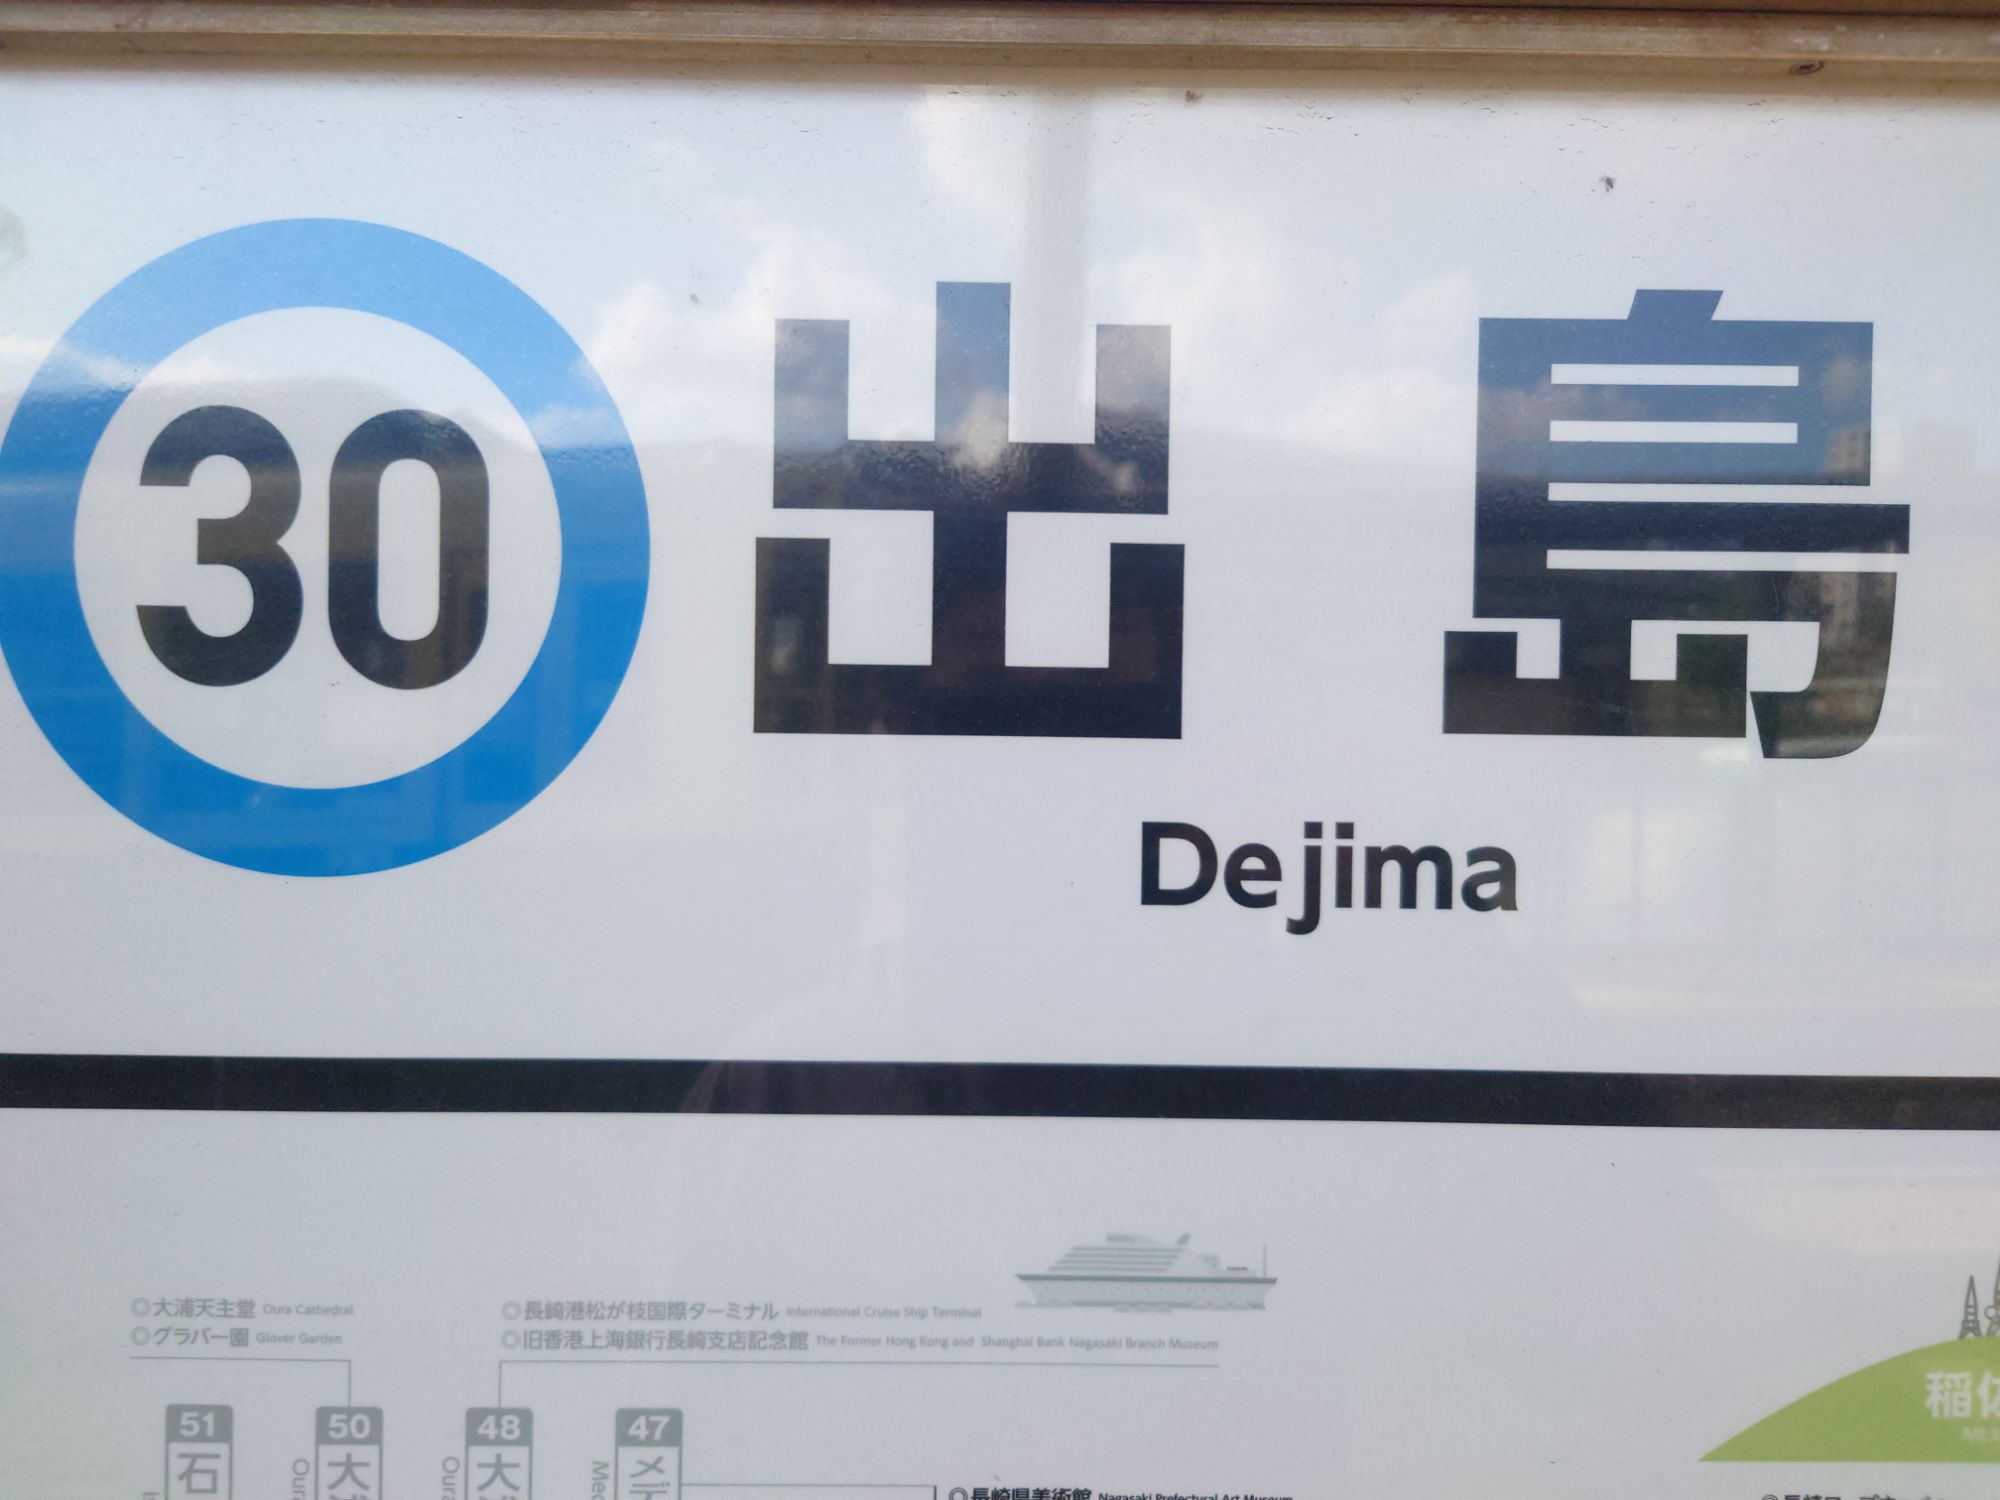 30 出島
Dejima
◎大浦天主堂 Oura Cathedral
◎グラバー園 Glover Garden
◎長崎港松が枝国際ターミナル International Cruise Ship Terminal
◎旧香港上海銀行長崎支店記念館 The Former Hong Kong and Shanghai Bank Nagasaki Branch Museum
51 50 48 47
石 大浦 大 メデ
◎長崎県美術館 Nagasaki Prefectural Art Museum
稲佐